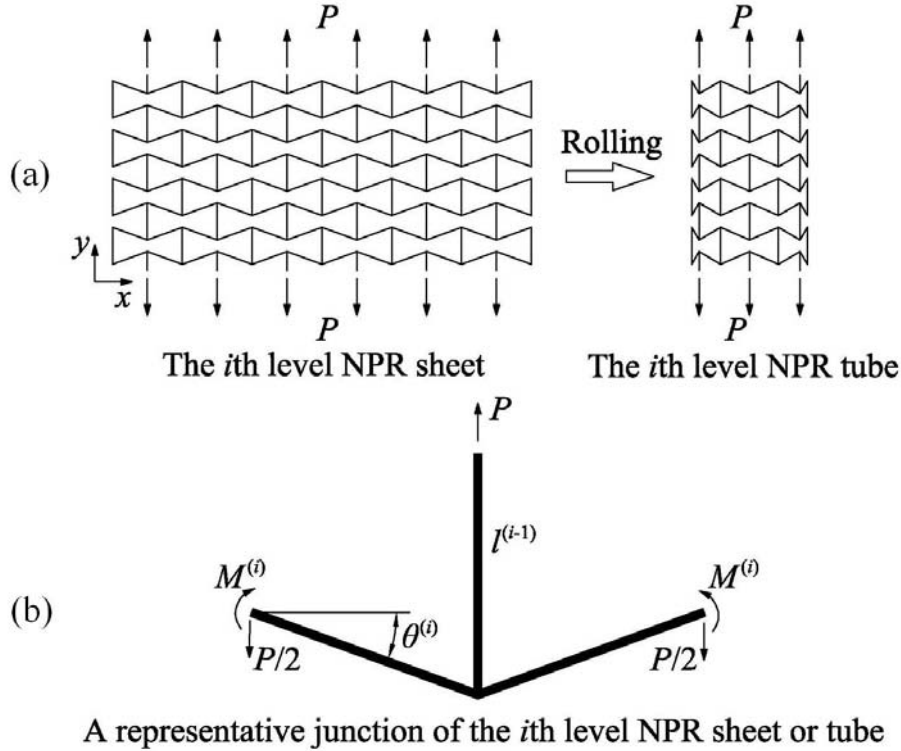 P P
(a) Rolling
y
x
P P
The ith level NPR sheet The ith level NPR tube
P
l^{(i-1)}
M^{(i)} M^{(i)}
(b) θ^{(i)}
P/2 P/2
A representative junction of the ith level NPR sheet or tube